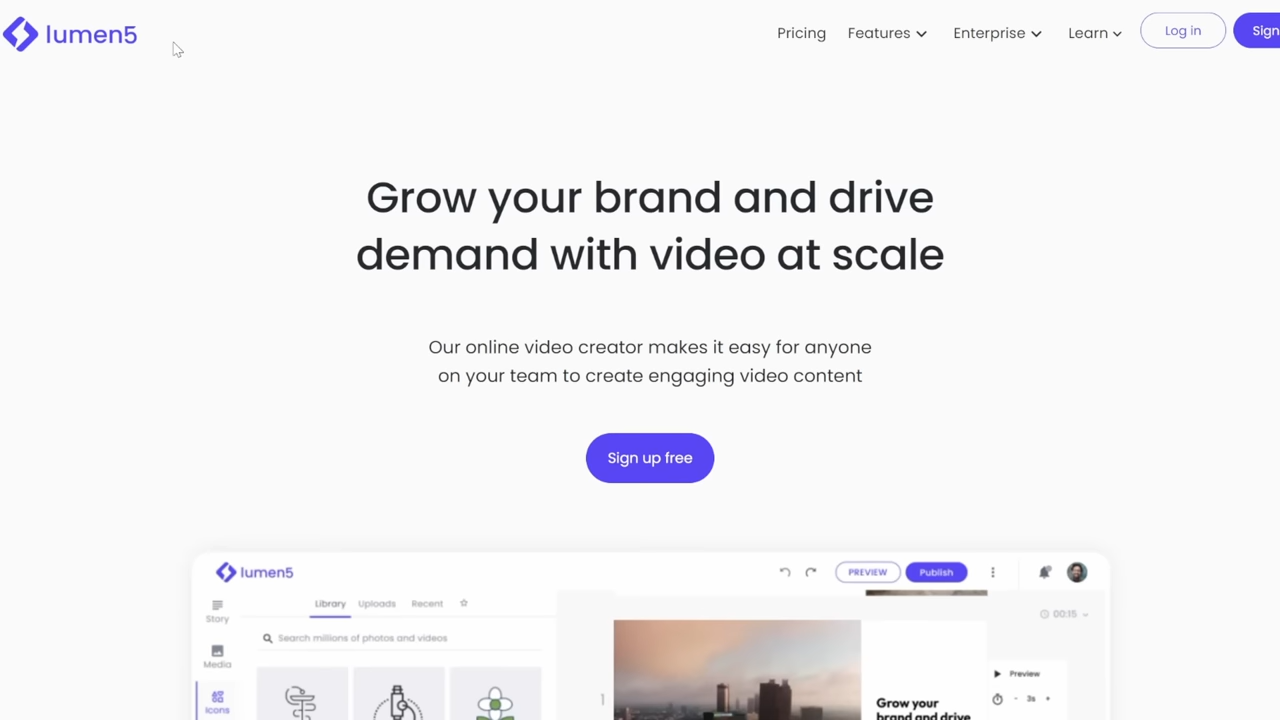 lumen5
Pricing
Features
Enterprise
Learn
Log in
Sign
Grow your brand and drive
demand with video at scale
Our online video creator makes it easy for anyone
on your team to create engaging video content
Sign up free
lumen5
PREVIEW
Publish
Library
Uploads
Recent
00:15
Story
Search millions of photos and videos
Media
Preview
Icons
1
- 3s +
Grow your
brand and drive